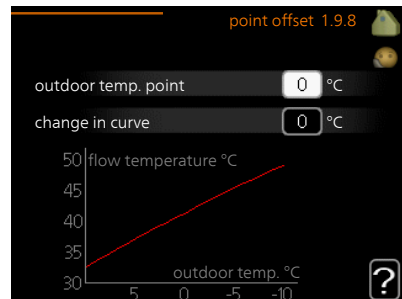 point offset 1.9.8
outdoor temp. point 0 °C
change in curve 0 °C
50 flow temperature °C
45
40
35
30
outdoor temp. °C
5 0 -5 -10
?